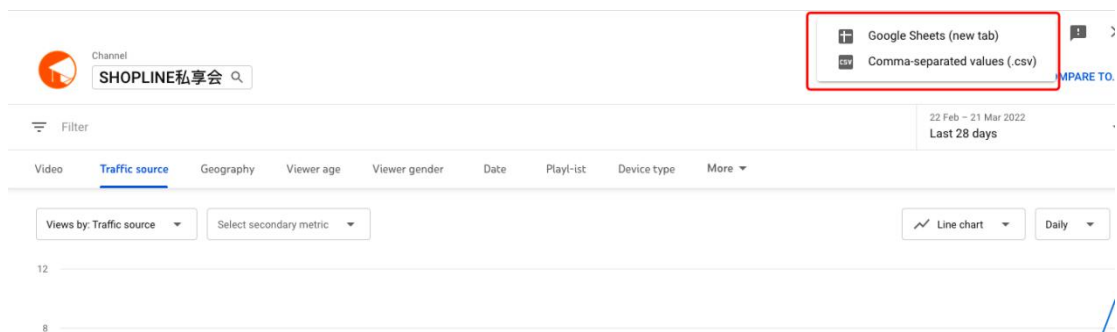 Google Sheets (new tab)
CSV
Comma-separated values (.csv)
Channel
SHOPLINE私享会
OMPARE TO..
Filter
22 Feb – 21 Mar 2022
Last 28 days
Video Traffic source Geography Viewer age Viewer gender Date Playl-ist Device type More
Views by: Traffic source Select secondary metric Line chart Daily
12
8